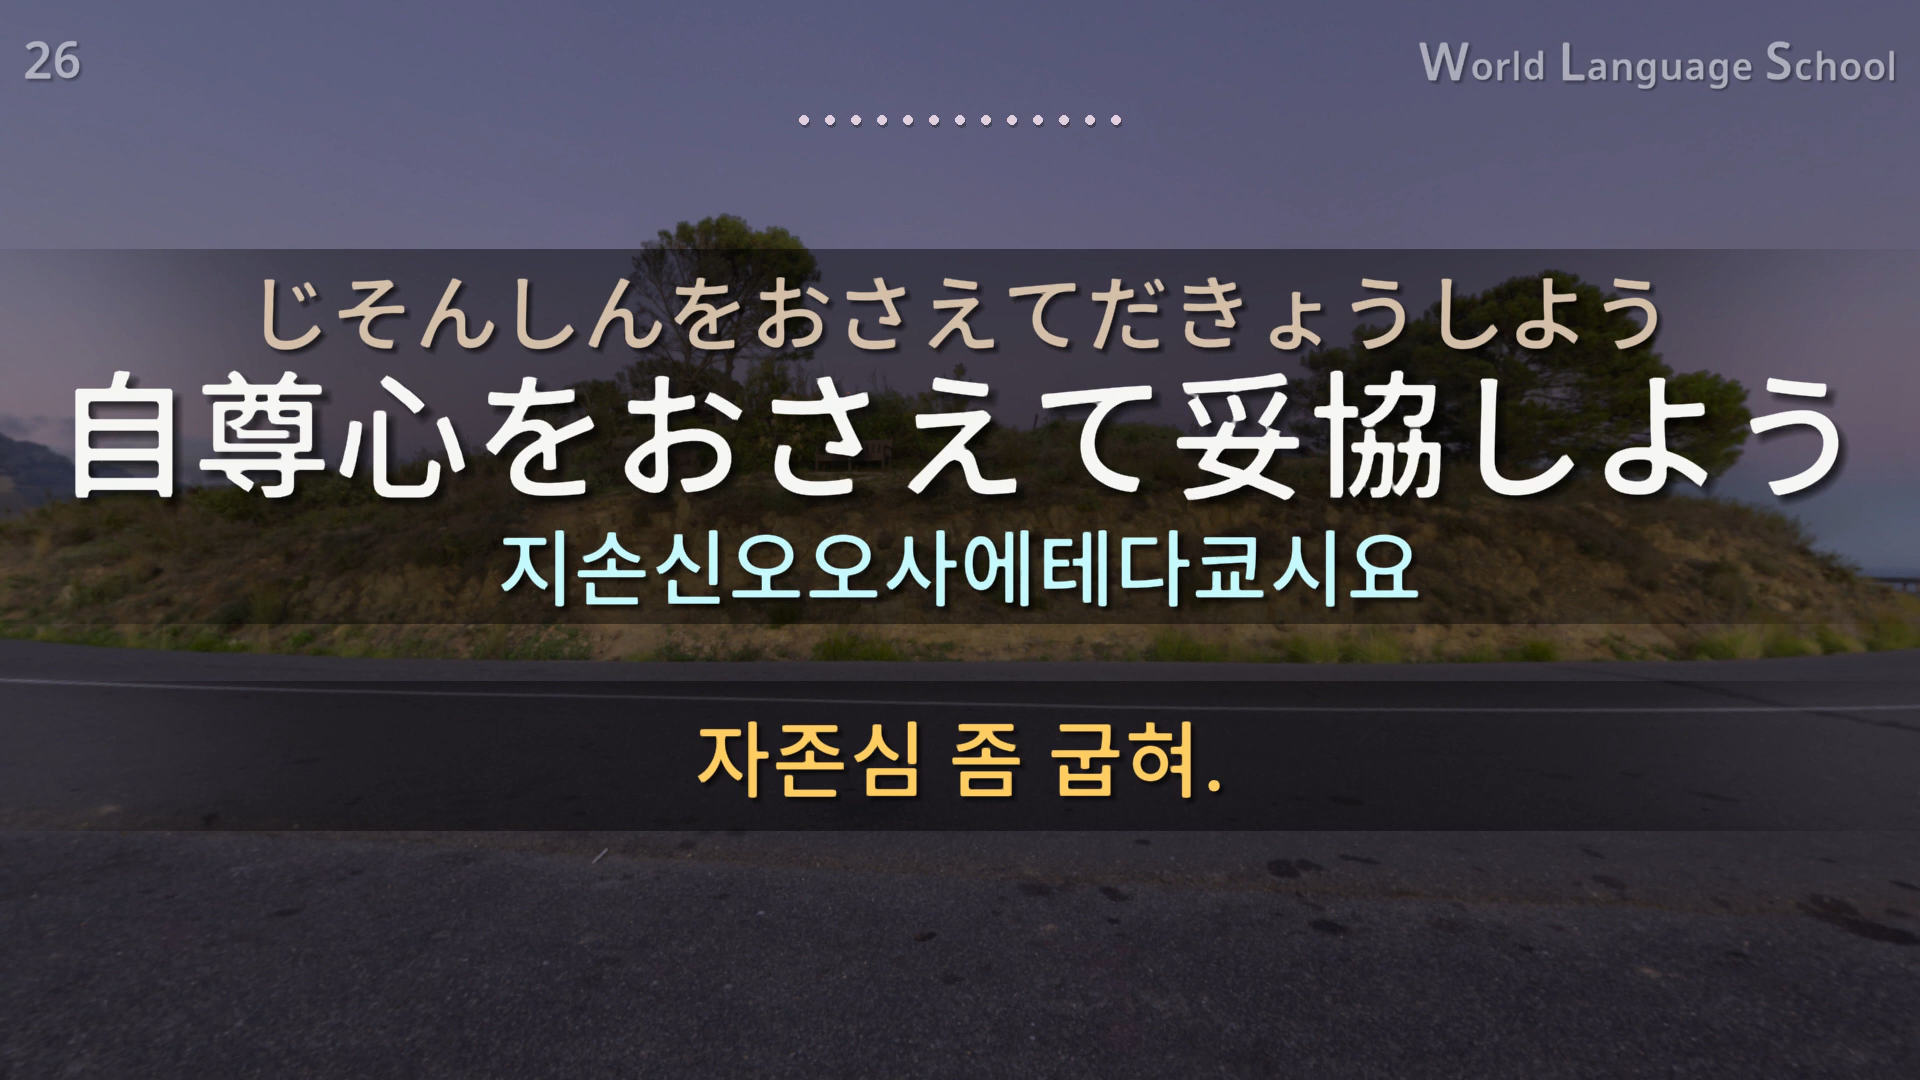 26
World Language School
じそんしんをおさえてだきょうしよう
自尊心をおさえて妥協しよう
지손신오오사에테다쿄시요
자존심 좀 굽혀.